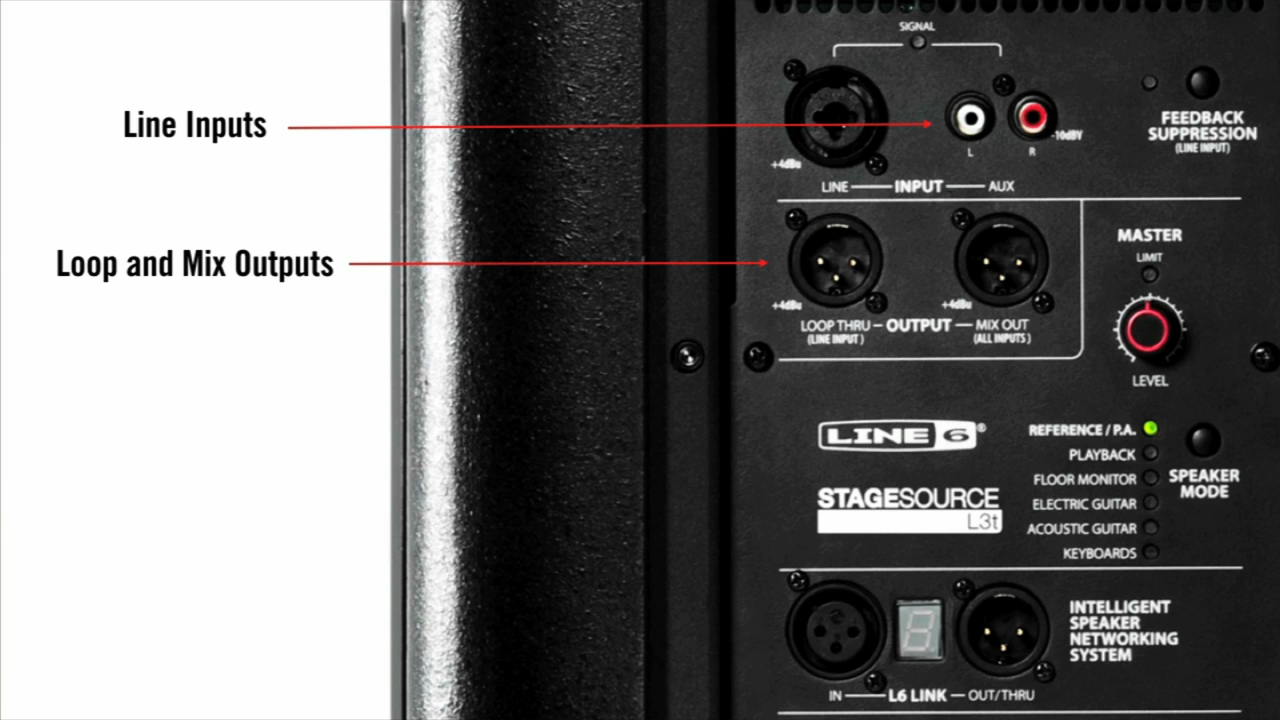 SIGNAL
Line Inputs
+4dBu
L
R
-10dBV
LINE INPUT AUX
FEEDBACK
SUPPRESSION
(LINE INPUT)
Loop and Mix Outputs
+4dBu
+4dBu
LOOP THRU OUTPUT MIX OUT
(LINE INPUT) (ALL INPUTS)
MASTER
LIMIT
LEVEL
LINE 6®
STAGESOURCE
L3t
REFERENCE / P.A.
PLAYBACK
FLOOR MONITOR
ELECTRIC GUITAR
ACOUSTIC GUITAR
KEYBOARDS
SPEAKER
MODE
INTELLIGENT
SPEAKER
NETWORKING
SYSTEM
IN L6 LINK OUT/THRU